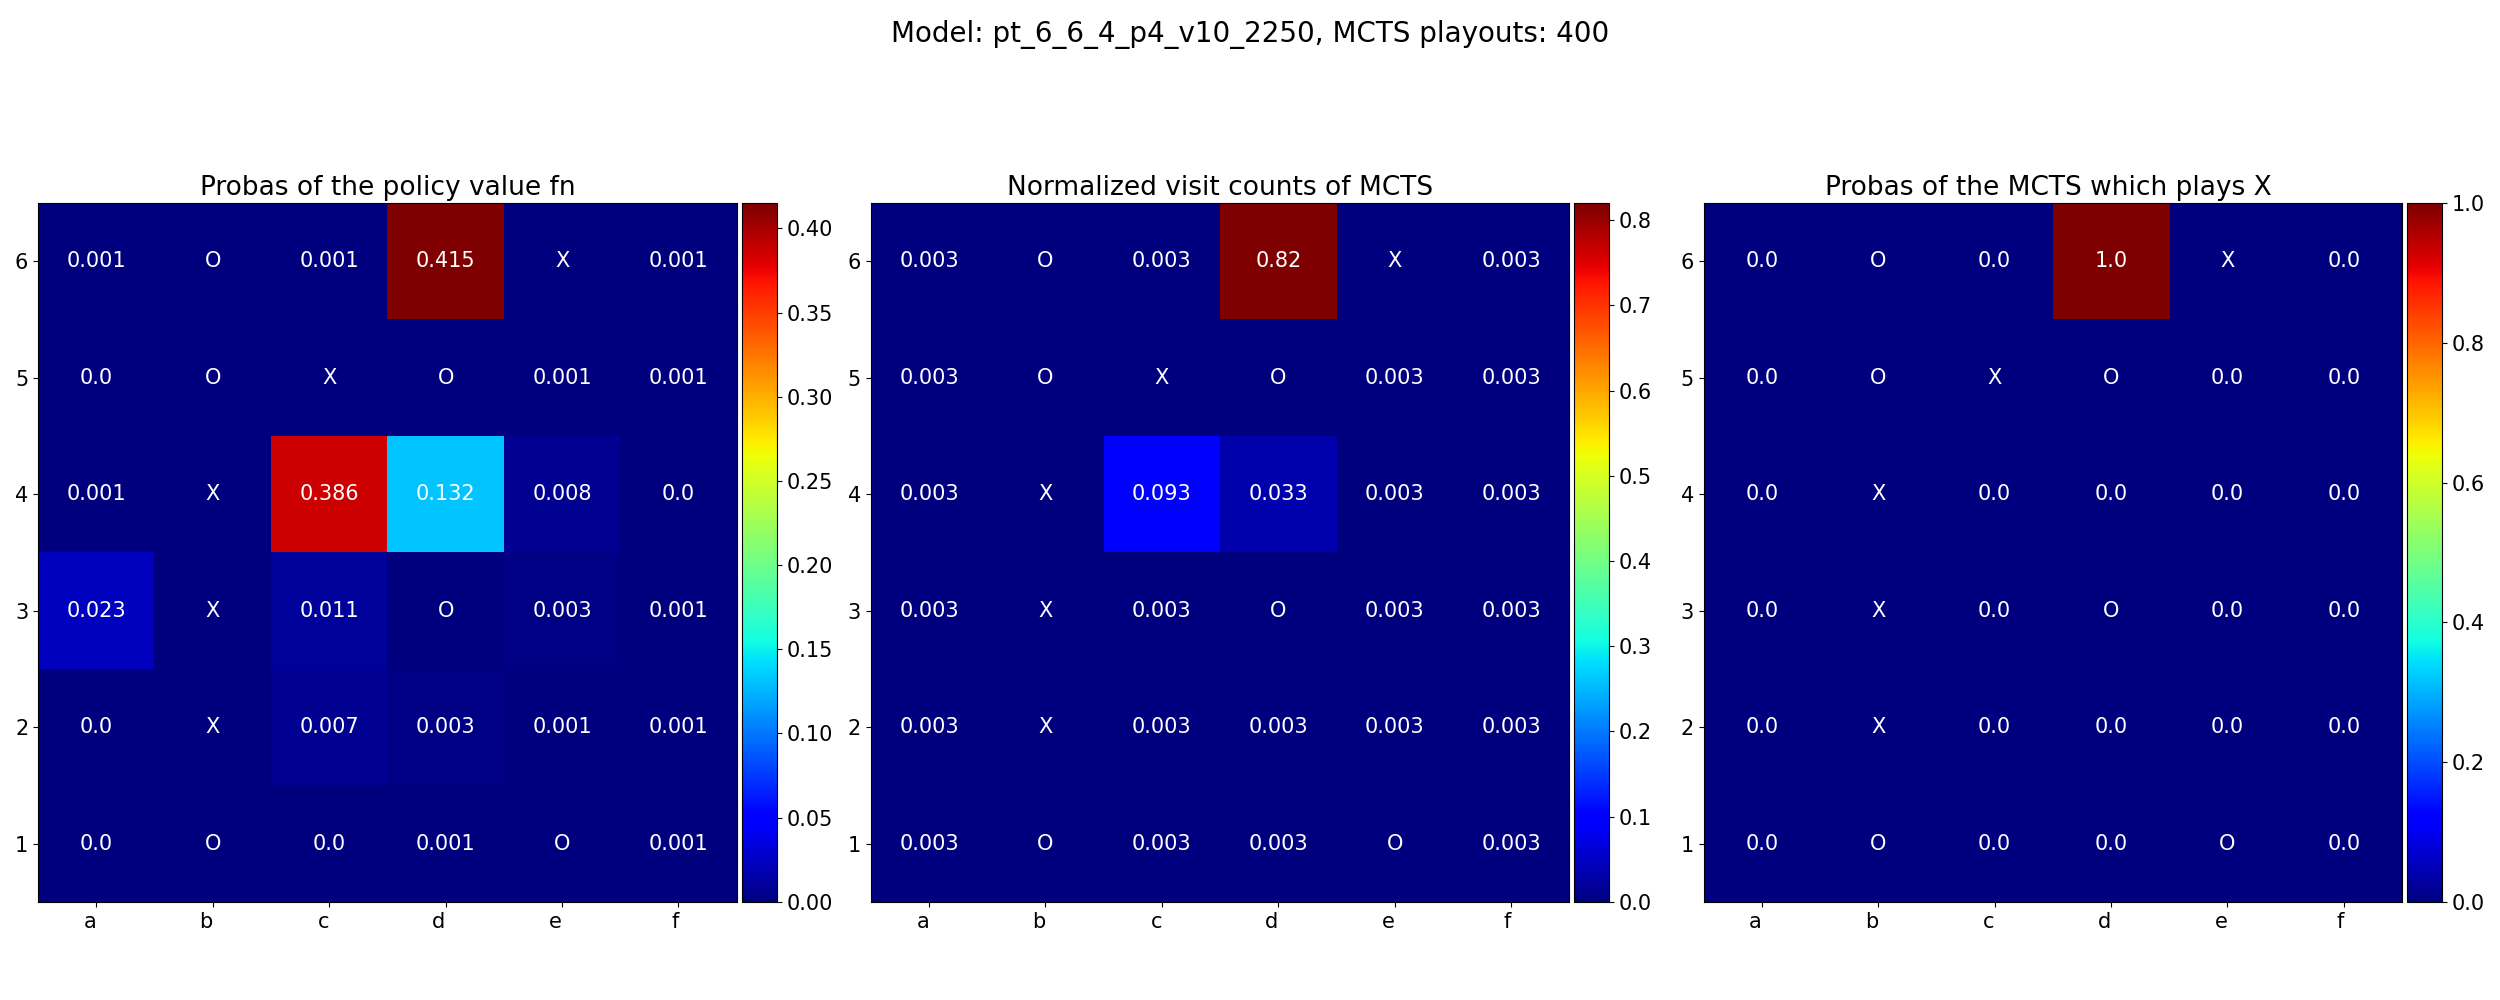 Model: pt_6_6_4_p4_v10_2250, MCTS playouts: 400
Probas of the policy value fn
6 0.001 O 0.001 0.415 X 0.001
5 0.0 O X O 0.001 0.001
4 0.001 X 0.386 0.132 0.008 0.0
3 0.023 X 0.011 O 0.003 0.001
2 0.0 X 0.007 0.003 0.001 0.001
1 0.0 O 0.0 0.001 O 0.001
a b c d e f
0.40
0.35
0.30
0.25
0.20
0.15
0.10
0.05
0.00
Normalized visit counts of MCTS
6 0.003 O 0.003 0.82 X 0.003
5 0.003 O X O 0.003 0.003
4 0.003 X 0.093 0.033 0.003 0.003
3 0.003 X 0.003 O 0.003 0.003
2 0.003 X 0.003 0.003 0.003 0.003
1 0.003 O 0.003 0.003 O 0.003
a b c d e f
0.8
0.7
0.6
0.5
0.4
0.3
0.2
0.1
0.0
Probas of the MCTS which plays X
6 0.0 O 0.0 1.0 X 0.0
5 0.0 O X O 0.0 0.0
4 0.0 X 0.0 0.0 0.0 0.0
3 0.0 X 0.0 O 0.0 0.0
2 0.0 X 0.0 0.0 0.0 0.0
1 0.0 O 0.0 0.0 O 0.0
a b c d e f
1.0
0.8
0.6
0.4
0.2
0.0